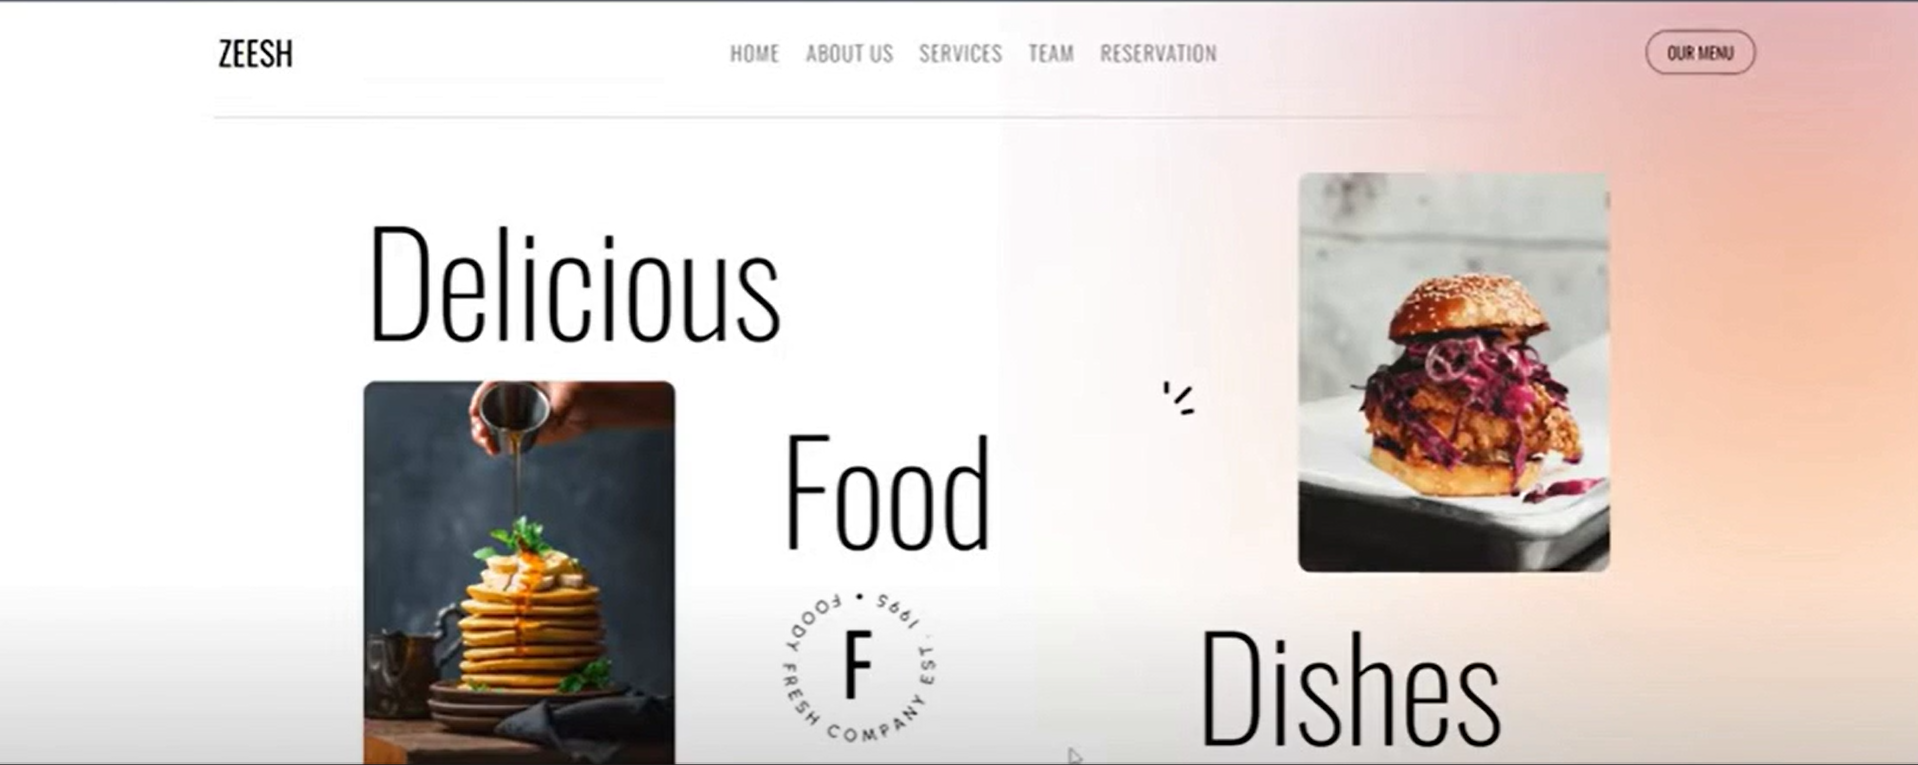 ZEESH
HOME ABOUT US SERVICES TEAM RESERVATION
OUR MENU
Delicious
Food
FOODY FRESH COMPANY EST . 1995 •
F
Dishes